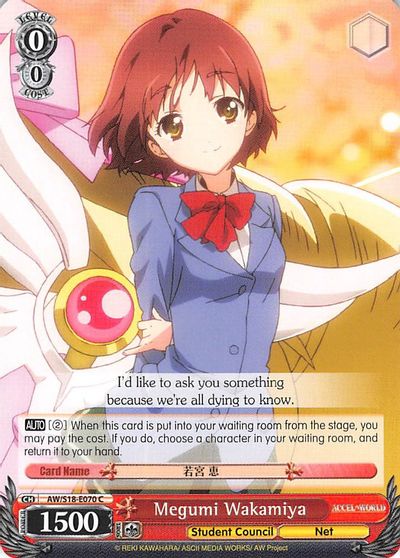 LEVEL
0
0
COST
I'd like to ask you something
because we're all dying to know.
AUTO [②] When this card is put into your waiting room from the stage, you
may pay the cost. If you do, choose a character in your waiting room, and
return it to your hand.
Card Name
若宮 恵
CH AW/S18-E070 C
Megumi Wakamiya
ACCEL WORLD
POWER
1500
Student Council
Net
© REKI KAWAHARA/ ASCII MEDIA WORKS/ AW Project